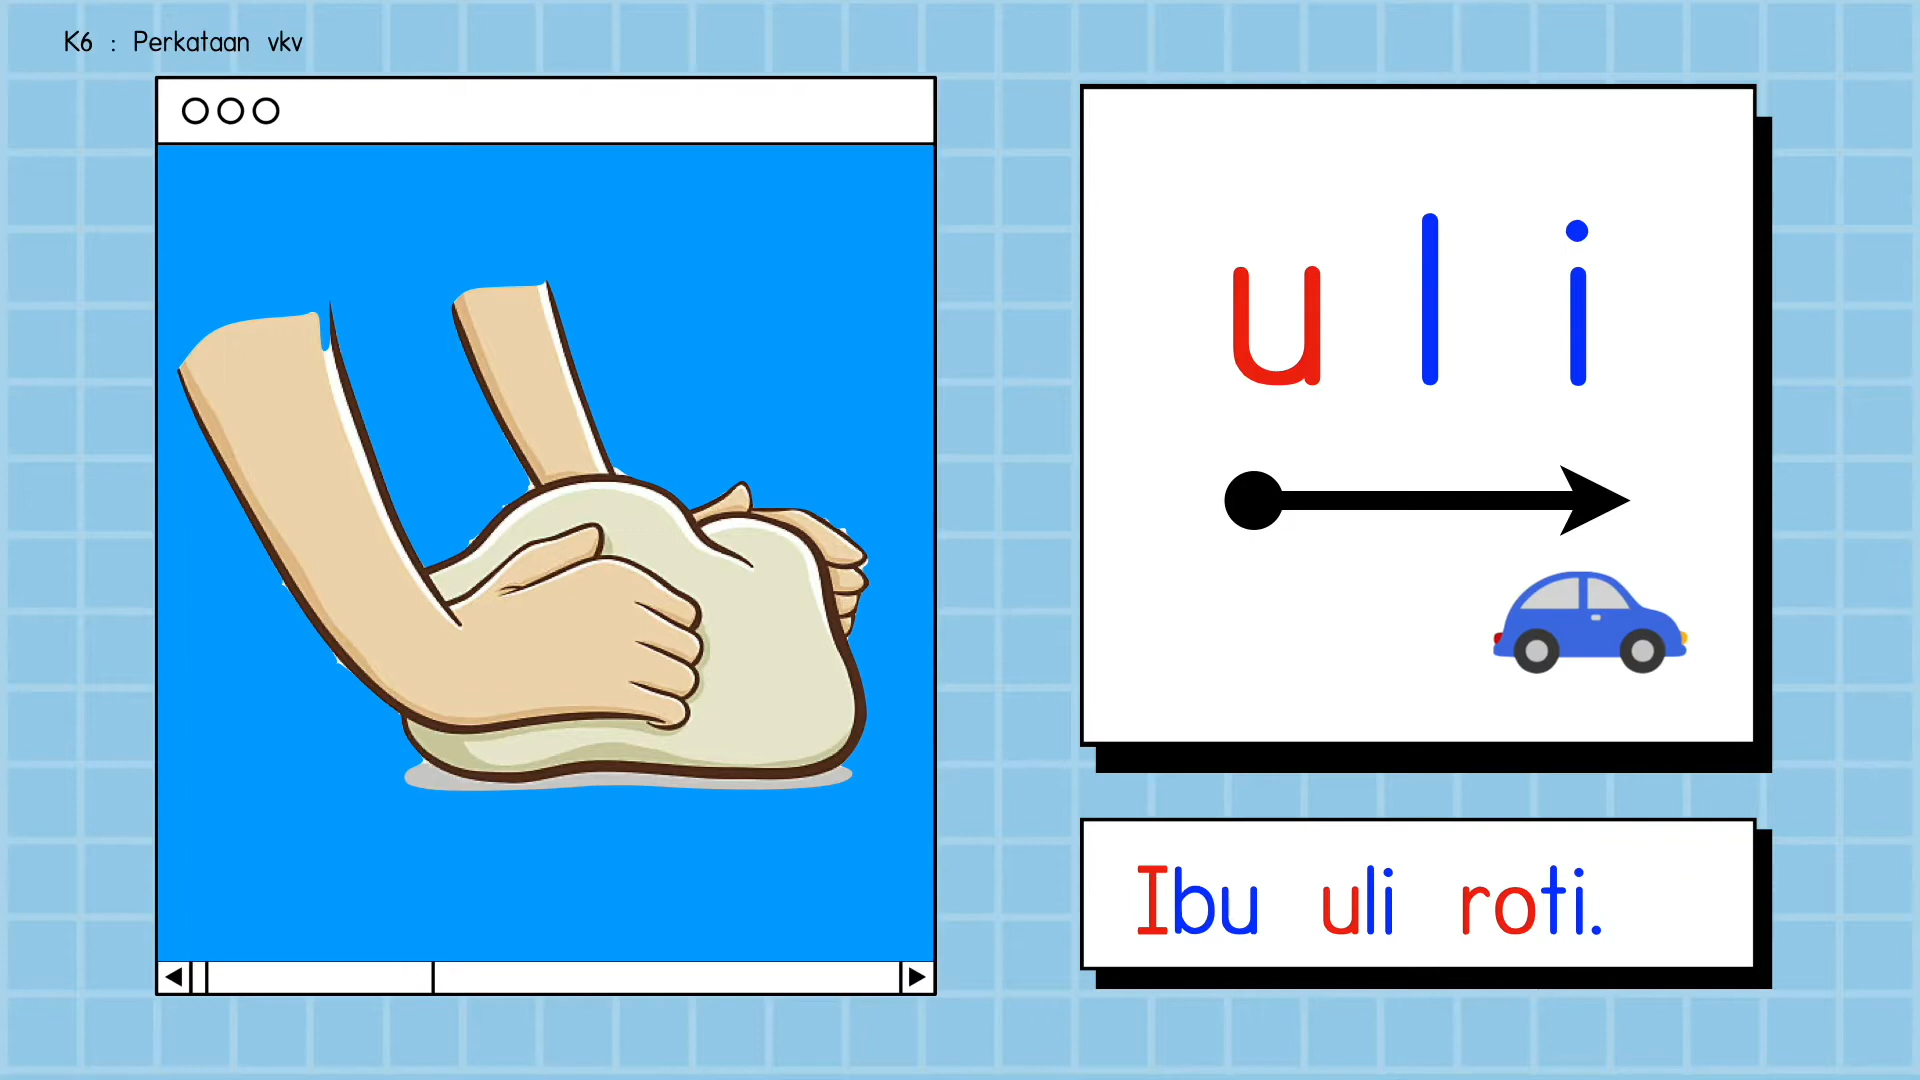 K6 : Perkataan vkv
u l i
Ibu uli roti.